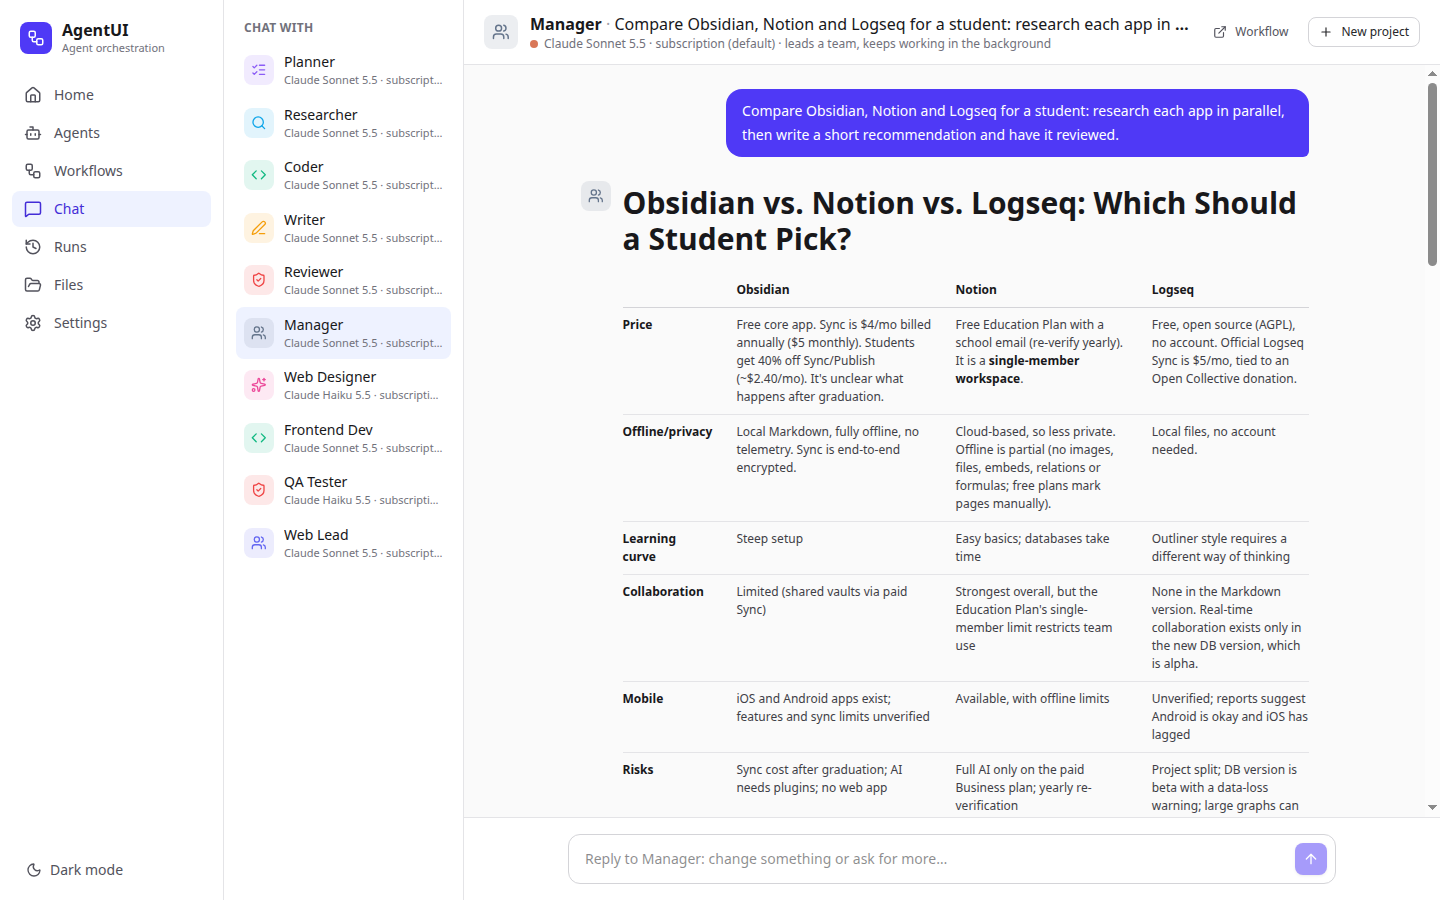 AgentUI
Agent orchestration
Home
Agents
Workflows
Chat
Runs
Files
Settings
Dark mode
CHAT WITH
Planner
Claude Sonnet 5.5 · subscript...
Researcher
Claude Sonnet 5.5 · subscript...
Coder
Claude Sonnet 5.5 · subscript...
Writer
Claude Sonnet 5.5 · subscript...
Reviewer
Claude Sonnet 5.5 · subscript...
Manager
Claude Sonnet 5.5 · subscript...
Web Designer
Claude Haiku 5.5 · subscripti...
Frontend Dev
Claude Sonnet 5.5 · subscript...
QA Tester
Claude Haiku 5.5 · subscripti...
Web Lead
Claude Sonnet 5.5 · subscript...
Manager · Compare Obsidian, Notion and Logseq for a student: research each app in ...
Claude Sonnet 5.5 · subscription (default) · leads a team, keeps working in the background
Workflow
New project
Compare Obsidian, Notion and Logseq for a student: research each app in parallel,
then write a short recommendation and have it reviewed.
Obsidian vs. Notion vs. Logseq: Which Should
a Student Pick?
Obsidian
Notion
Logseq
Price
Free core app. Sync is $4/mo billed
annually ($5 monthly). Students
get 40% off Sync/Publish
(~$2.40/mo). It's unclear what
happens after graduation.
Free Education Plan with a
school email (re-verify yearly).
It is a single-member
workspace.
Free, open source (AGPL),
no account. Official Logseq
Sync is $5/mo, tied to an
Open Collective donation.
Offline/privacy
Local Markdown, fully offline, no
telemetry. Sync is end-to-end
encrypted.
Cloud-based, so less private.
Offline is partial (no images,
files, embeds, relations or
formulas; free plans mark
pages manually).
Local files, no account
needed.
Learning
curve
Steep setup
Easy basics; databases take
time
Outliner style requires a
different way of thinking
Collaboration
Limited (shared vaults via paid
Sync)
Strongest overall, but the
Education Plan's single-
member limit restricts team
use
None in the Markdown
version. Real-time
collaboration exists only in
the new DB version, which
is alpha.
Mobile
iOS and Android apps exist;
features and sync limits unverified
Available, with offline limits
Unverified; reports suggest
Android is okay and iOS has
lagged
Risks
Sync cost after graduation; AI
needs plugins; no web app
Full AI only on the paid
Business plan; yearly re-
verification
Project split; DB version is
beta with a data-loss
warning; large graphs can
Reply to Manager: change something or ask for more...